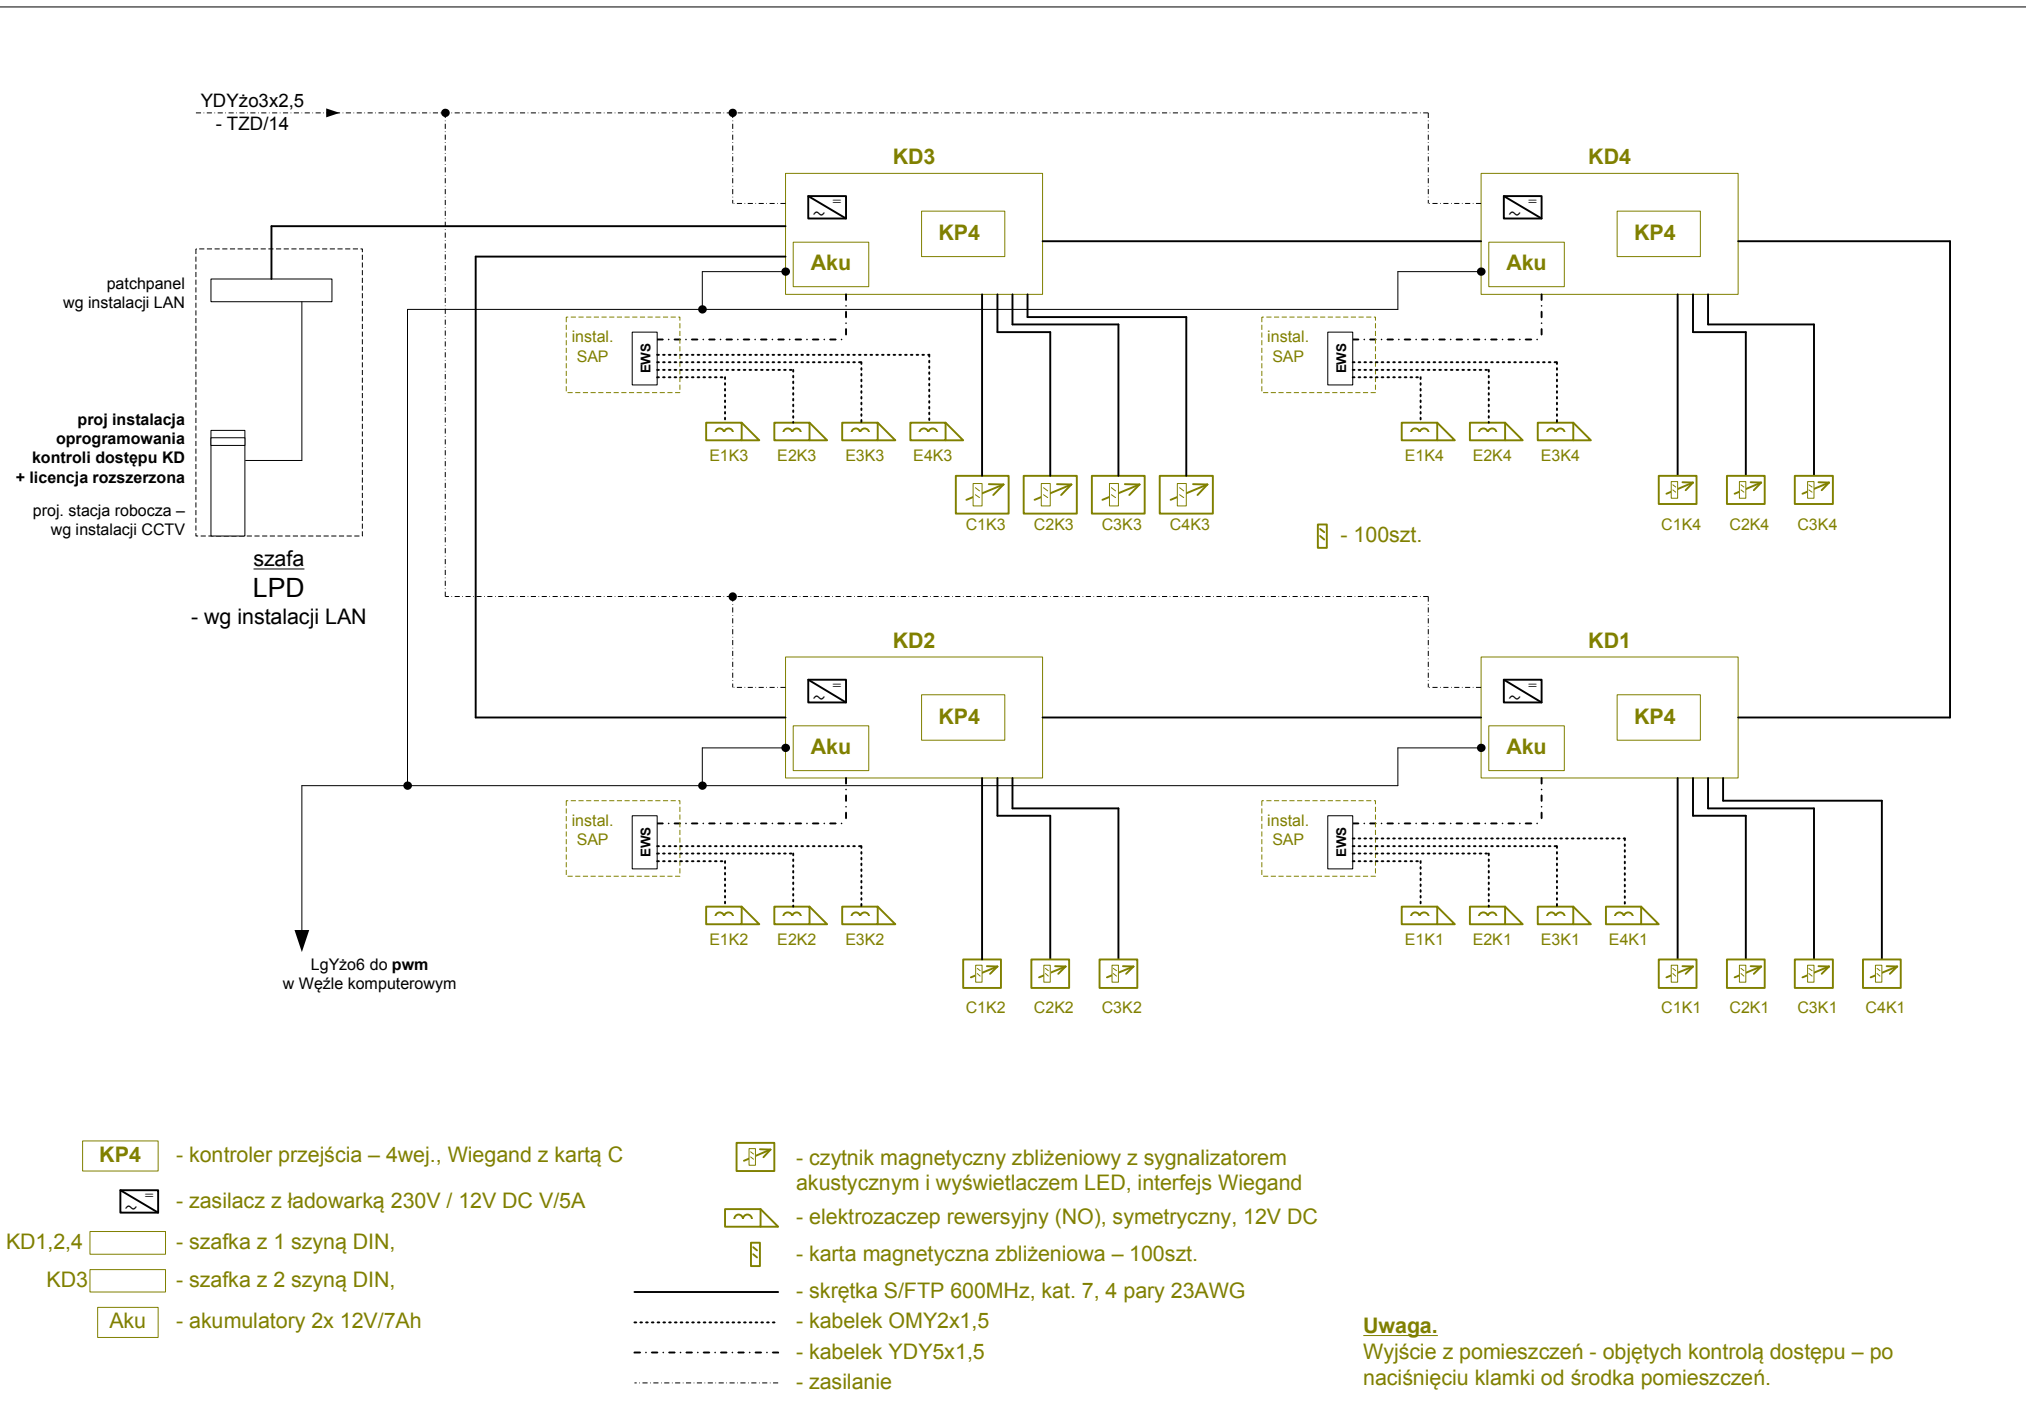 YDYżo3x2,5
- TZD/14
KD3
KD4
KP4
Aku
KP4
Aku
patchpanel
wg instalacji LAN
instal.
SAP
EWS
instal.
SAP
EWS
proj instalacja
oprogramowania
kontroli dostępu KD
+ licencja rozszerzona
proj. stacja robocza –
wg instalacji CCTV
E1K3
E2K3
E3K3
E4K3
E1K4
E2K4
E3K4
C1K3
C2K3
C3K3
C4K3
C1K4
C2K4
C3K4
- 100szt.
szafa
LPD
- wg instalacji LAN
KD2
KD1
KP4
Aku
KP4
Aku
instal.
SAP
EWS
instal.
SAP
EWS
E1K2
E2K2
E3K2
E1K1
E2K1
E3K1
E4K1
LgYżo6 do pwm
w Węźle komputerowym
C1K2
C2K2
C3K2
C1K1
C2K1
C3K1
C4K1
KP4 - kontroler przejścia – 4wej., Wiegand z kartą C
- zasilacz z ładowarką 230V / 12V DC V/5A
KD1,2,4 - szafka z 1 szyną DIN,
KD3 - szafka z 2 szyną DIN,
Aku - akumulatory 2x 12V/7Ah
- czytnik magnetyczny zbliżeniowy z sygnalizatorem
akustycznym i wyświetlaczem LED, interfejs Wiegand
- elektrozaczep rewersyjny (NO), symetryczny, 12V DC
- karta magnetyczna zbliżeniowa – 100szt.
- skrętka S/FTP 600MHz, kat. 7, 4 pary 23AWG
- kabelek OMY2x1,5
- kabelek YDY5x1,5
- zasilanie
Uwaga.
Wyjście z pomieszczeń - objętych kontrolą dostępu – po
naciśnięciu klamki od środka pomieszczeń.